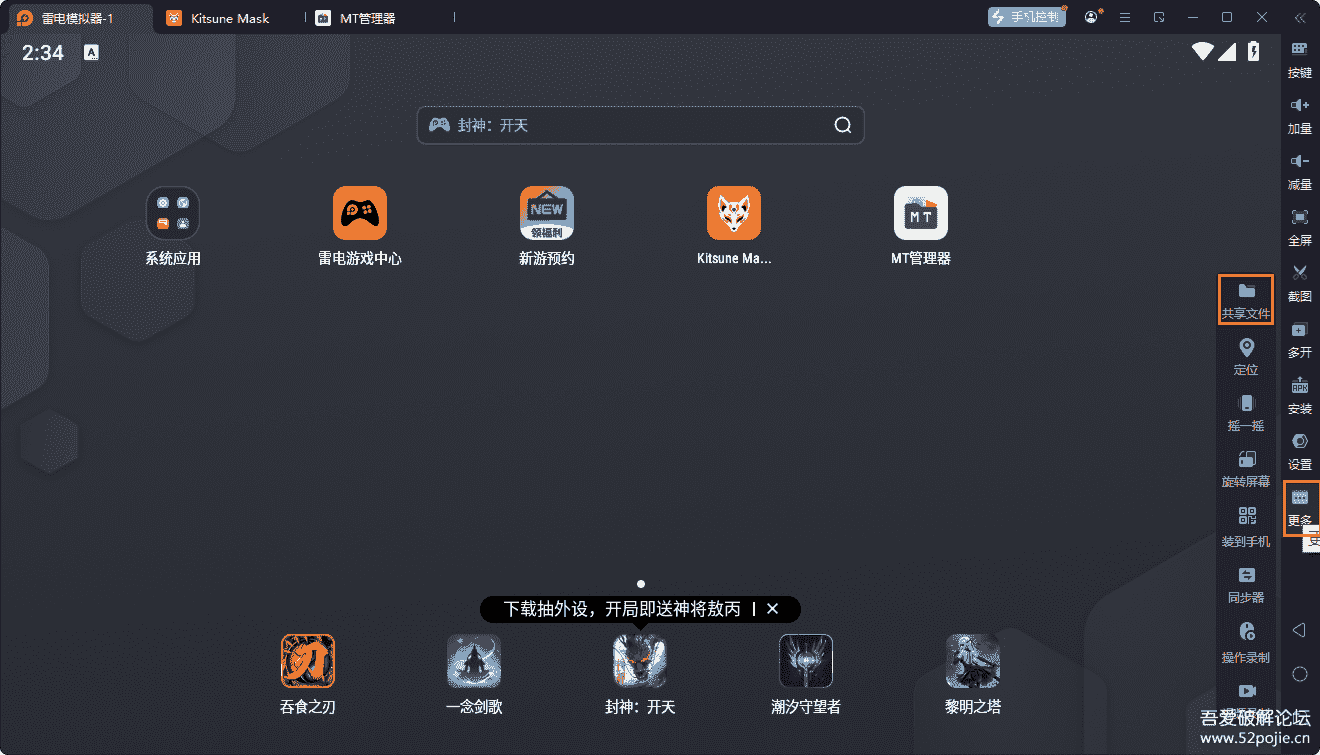 雷电模拟器-1
Kitsune Mask
MT管理器
手机控制
2:34
A
封神：开天
NEW
领福利
MT
系统应用
雷电游戏中心
新游预约
Kitsune Ma...
MT管理器
按键
加量
减量
全屏
截图
多开
APK
安装
设置
更多
共享文件
定位
摇一摇
旋转屏幕
装到手机
同步器
操作录制
下载抽外设，开局即送神将敖丙
刃
吞食之刃
一念剑歌
封神：开天
潮汐守望者
黎明之塔
吾爱破解论坛
www.52pojie.cn